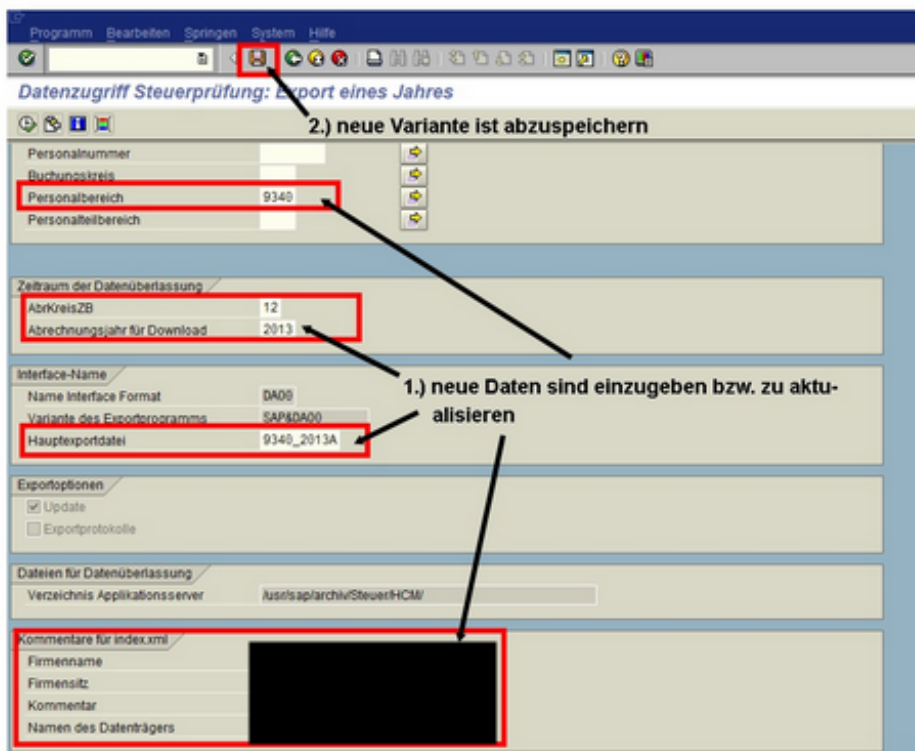 Programm Bearbeiten Springen System Hilfe
Datenzugriff Steuerprüfung: Export eines Jahres
2.) neue Variante ist abzuspeichern
Personalnummer
Buchungskreis
Personalbereich 9340
Personalteilbereich
Zeitraum der Datenüberlassung
AbrKreisZB 12
Abrechnungsjahr für Download 2013
Interface-Name
1.) neue Daten sind einzugeben bzw. zu aktu-
alisieren
Name Interface Format DA00
Variante des Exportprogramms SAP&DA00
Hauptexportdatei 9340_2013A
Exportoptionen
Update
Exportprotokolle
Dateien für Datenüberlassung
Verzeichnis Applikationsserver /usr/sap/archiv/Steuer/HCM/
Kommentare für index.xml
Firmenname
Firmensitz
Kommentar
Namen des Datenträgers